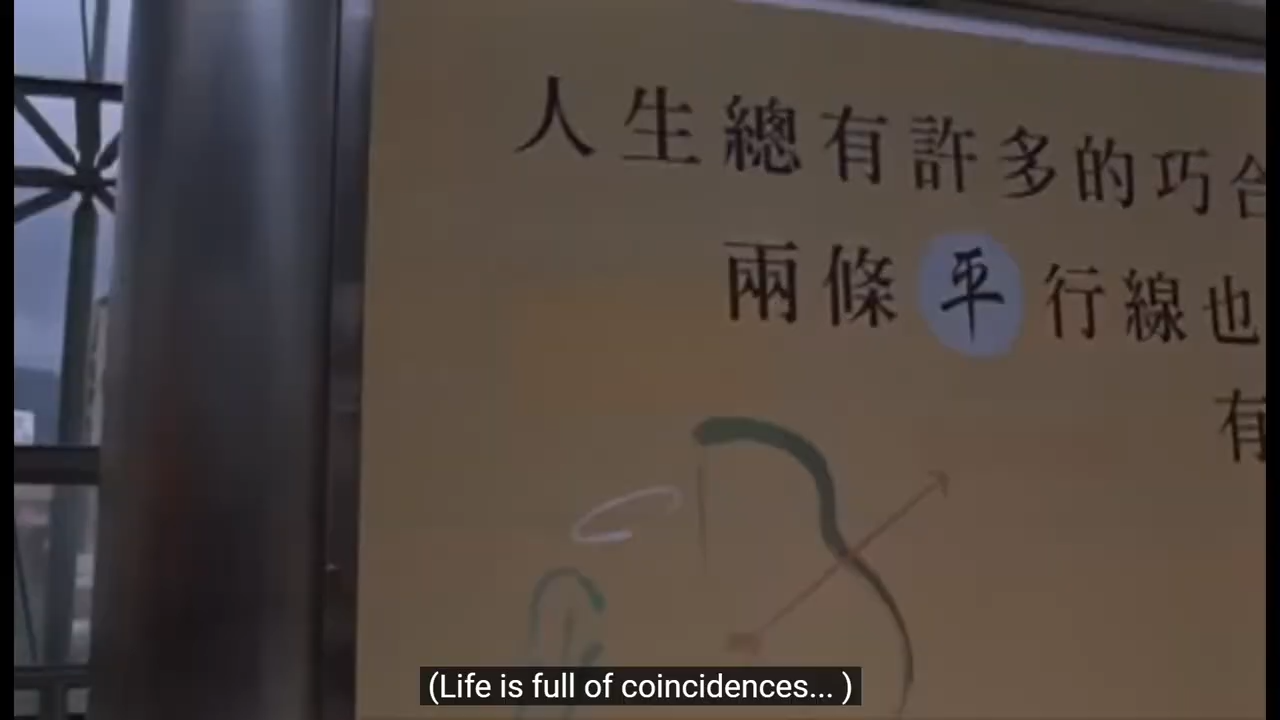 人生總有許多的巧合
兩條平行線也
有
(Life is full of coincidences... )